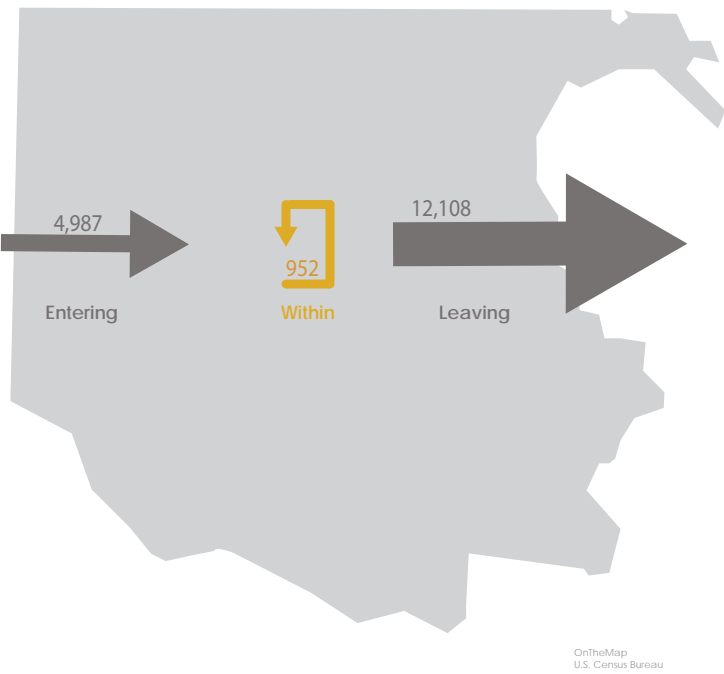 4,987
Entering
952
Within
12,108
Leaving
OnTheMap
U.S. Census Bureau